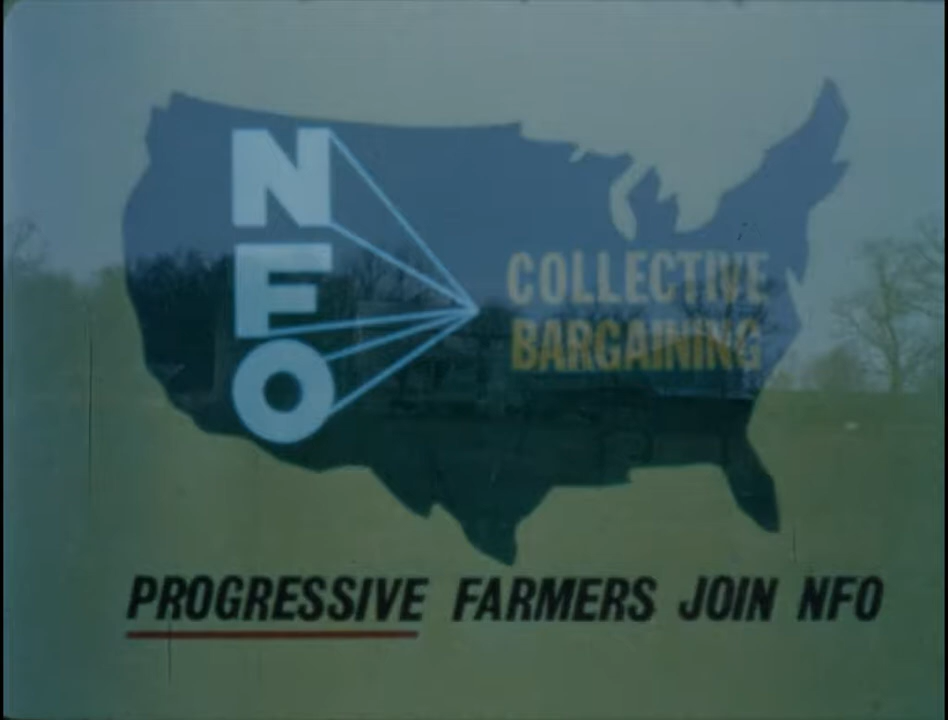 NFO
COLLECTIVE
BARGAINING
PROGRESSIVE FARMERS JOIN NFO